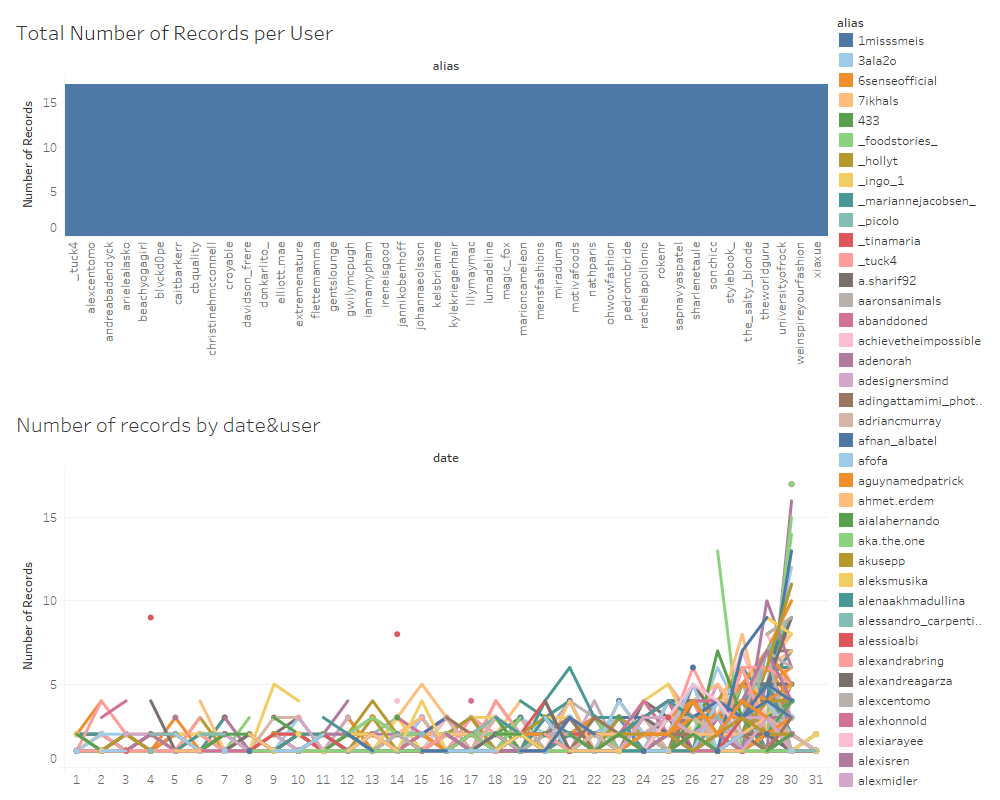 Total Number of Records per User
alias
Number of Records
15
10
5
0
_tuck4
alexcentomo
andreabadendyck
arielealasko
beachyogagirl
blvckd0pe
caitbarkerr
cbquality
christinehmcconnell
croyable
davidson_frere
donkarlito_
elliott.mae
extremenature
flettemamma
gentslounge
gwilymcpugh
iamamypham
ireneisgood
jannikobenhoff
johannaeolsson
kelsbrianne
kylekriegerhair
lilymaymac
lumadeline
magic_fox
marioncameleon
mensfashions
miraduma
motivafoods
nathparis
ohwowfashion
pedromcbride
rachelapollonio
rokenr
sapnavyaspatel
sharlenetaule
sonchicc
stylebook_
the_salty_blonde
theworldguru
universityofrock
weinspireyourfashion
xiaxue
Number of records by date&user
date
Number of Records
15
10
5
0
1 2 3 4 5 6 7 8 9 10 11 12 13 14 15 16 17 18 19 20 21 22 23 24 25 26 27 28 29 30 31
alias
1misssmeis
3ala2o
6senseofficial
7ikhals
433
_foodstories_
_hollyt
_ingo_1
_mariannejacobsen_
_picolo
_tinamaria
_tuck4
a.sharif92
aaronsanimals
abanddoned
achievetheimpossible
adenorah
adesignersmind
adingattamimi_phot..
adriancmurray
afnan_albatel
afofa
aguynamedpatrick
ahmet.erdem
aialahernando
aka.the.one
akusepp
aleksmusika
alenaakhmadullina
alessandro_carpenti..
alessioalbi
alexandrabring
alexandreagarza
alexcentomo
alexhonnold
alexiarayee
alexisren
alexmidler